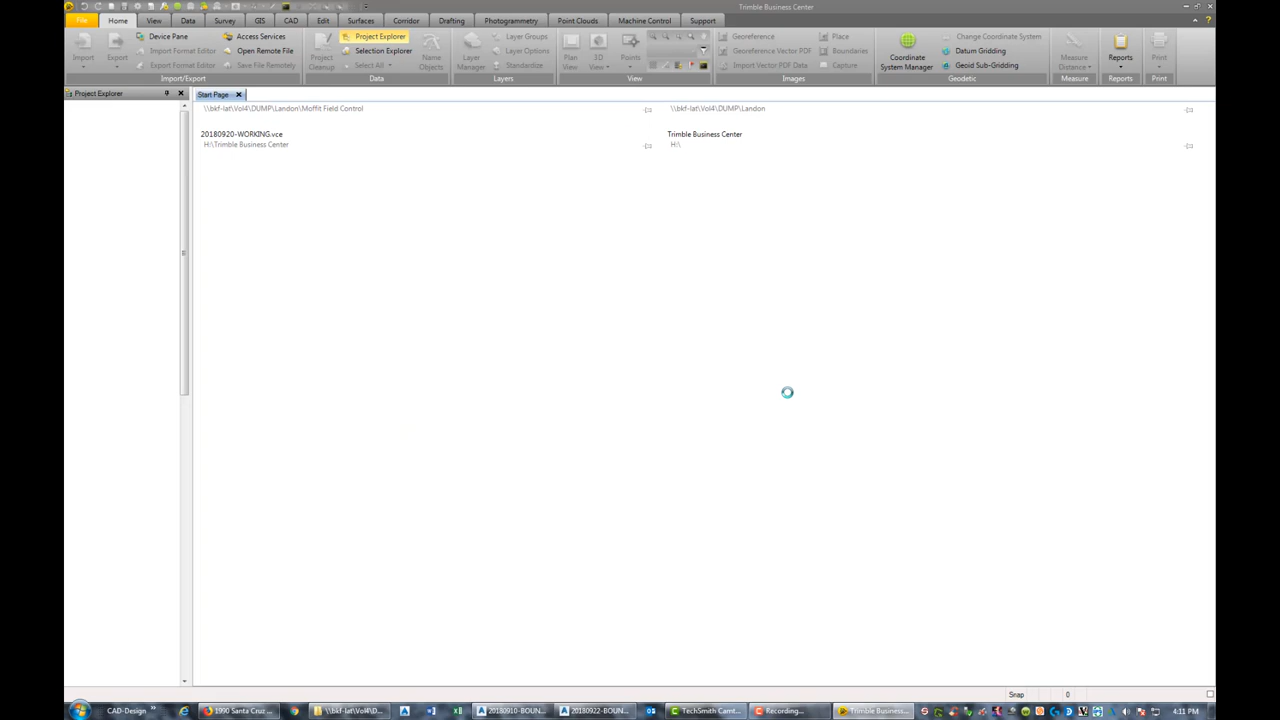 Trimble Business Center
File Home View Data Survey GIS CAD Edit Surfaces Corridor Drafting Photogrammetry Point Clouds Machine Control Support
Import
Export
Device Pane
Import Format Editor
Export Format Editor
Access Services
Open Remote File
Save File Remotely
Import/Export
Project Cleanup
Project Explorer
Selection Explorer
Select All
Name Objects
Data
Layer Manager
Layer Groups
Layer Options
Standardize
Layers
Plan View
3D View
Points
View
Georeference
Georeference Vector PDF
Import Vector PDF Data
Place
Boundaries
Capture
Images
Coordinate System Manager
Change Coordinate System
Datum Gridding
Geoid Sub-Gridding
Geodetic
Measure Distance
Measure
Reports
Reports
Print
Print
Project Explorer
Start Page
\\bkf-lat\Vol4\DUMP\Landon\Moffit Field Control
\\bkf-lat\Vol4\DUMP\Landon
20180920-WORKING.vce
Trimble Business Center
H:\Trimble Business Center
H:\
Snap 0
CAD-Design
1990 Santa Cruz ...
\\bkf-lat\Vol4\D...
20180910-BOUN...
20180922-BOUN...
TechSmith Camt...
Recording...
Trimble Business...
4:11 PM